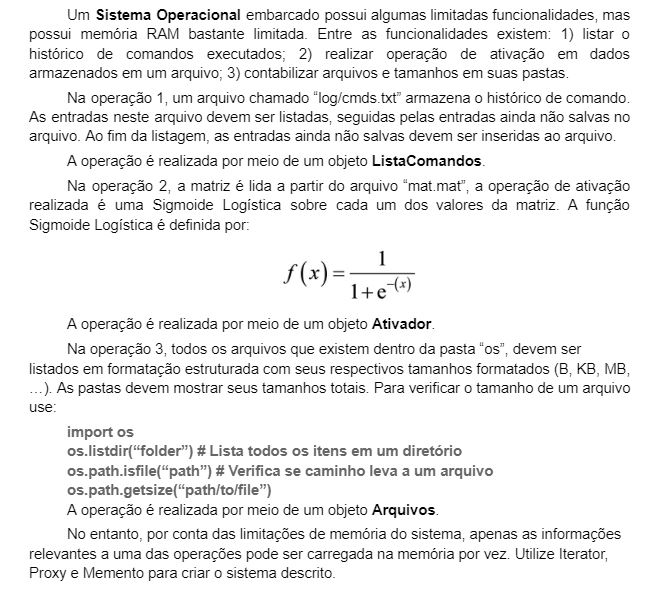 Um Sistema Operacional embarcado possui algumas limitadas funcionalidades, mas
possui memória RAM bastante limitada. Entre as funcionalidades existem: 1) listar o
histórico de comandos executados; 2) realizar operação de ativação em dados
armazenados em um arquivo; 3) contabilizar arquivos e tamanhos em suas pastas.
Na operação 1, um arquivo chamado “log/cmds.txt” armazena o histórico de comando.
As entradas neste arquivo devem ser listadas, seguidas pelas entradas ainda não salvas no
arquivo. Ao fim da listagem, as entradas ainda não salvas devem ser inseridas ao arquivo.
A operação é realizada por meio de um objeto ListaComandos.
Na operação 2, a matriz é lida a partir do arquivo “mat.mat”, a operação de ativação
realizada é uma Sigmoide Logística sobre cada um dos valores da matriz. A função
Sigmoide Logística é definida por:
f(x) = 1 / (1 + e^-(x))
A operação é realizada por meio de um objeto Ativador.
Na operação 3, todos os arquivos que existem dentro da pasta “os”, devem ser
listados em formatação estruturada com seus respectivos tamanhos formatados (B, KB, MB,
…). As pastas devem mostrar seus tamanhos totais. Para verificar o tamanho de um arquivo
use:
import os
os.listdir(“folder”) # Lista todos os itens em um diretório
os.path.isfile(“path”) # Verifica se caminho leva a um arquivo
os.path.getsize(“path/to/file”)
A operação é realizada por meio de um objeto Arquivos.
No entanto, por conta das limitações de memória do sistema, apenas as informações
relevantes a uma das operações pode ser carregada na memória por vez. Utilize Iterator,
Proxy e Memento para criar o sistema descrito.